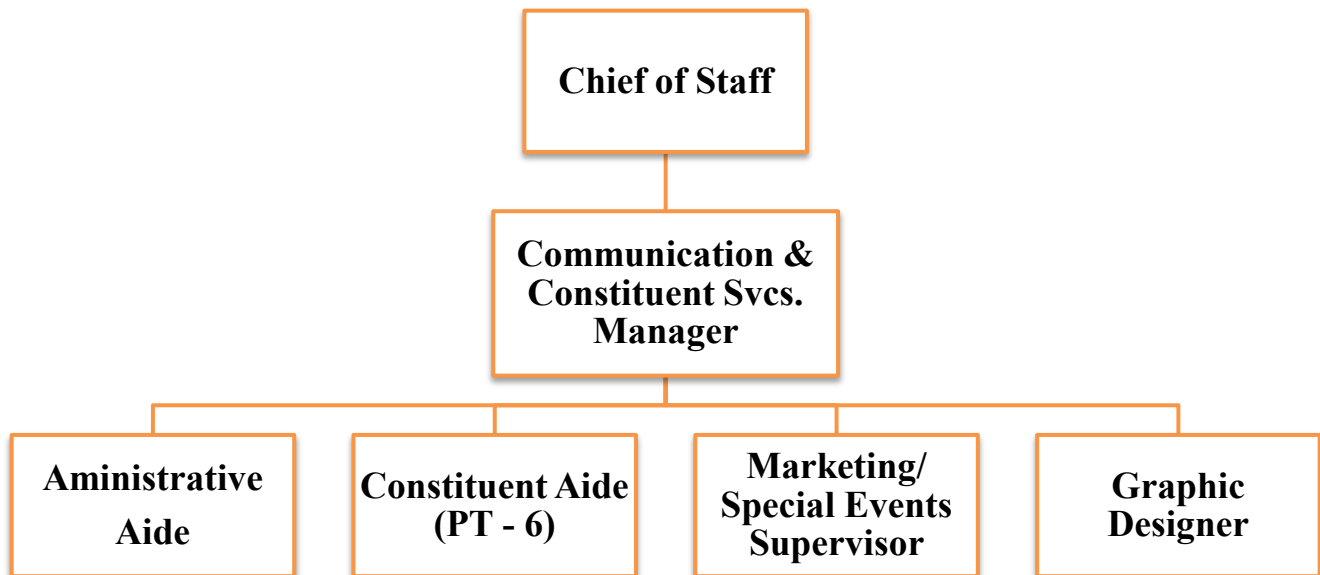 Chief of Staff
Communication &
Constituent Svcs.
Manager
Aministrative
Aide
Constituent Aide
(PT - 6)
Marketing/
Special Events
Supervisor
Graphic
Designer